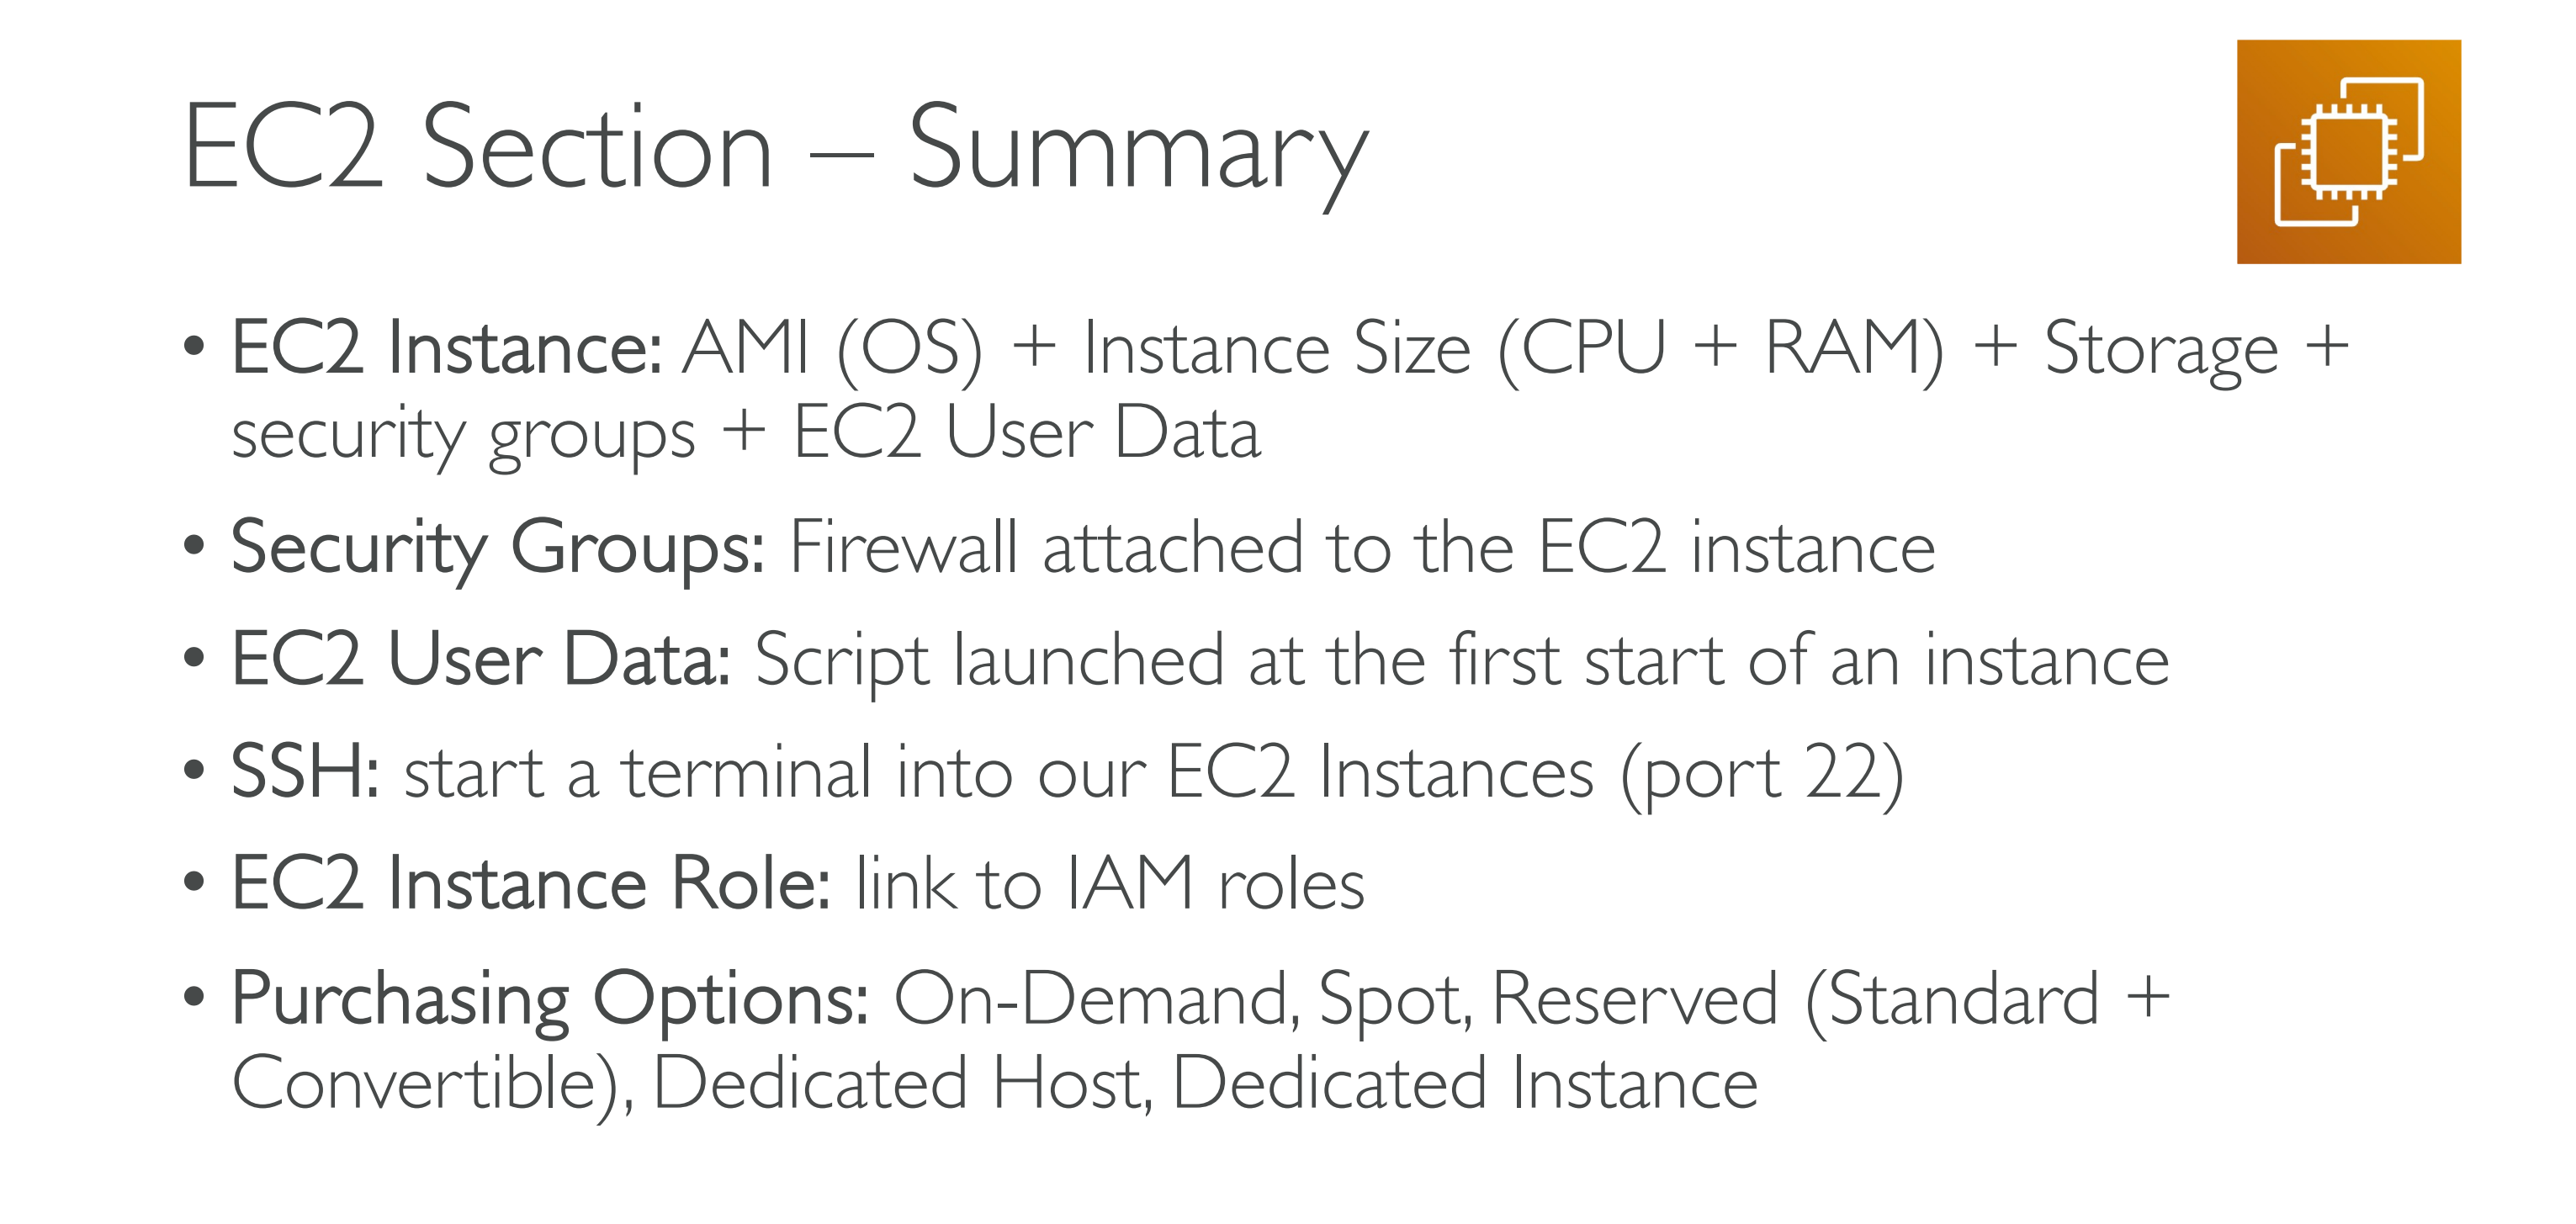 EC2 Section – Summary
• EC2 Instance: AMI (OS) + Instance Size (CPU + RAM) + Storage +
security groups + EC2 User Data
• Security Groups: Firewall attached to the EC2 instance
• EC2 User Data: Script launched at the first start of an instance
• SSH: start a terminal into our EC2 Instances (port 22)
• EC2 Instance Role: link to IAM roles
• Purchasing Options: On-Demand, Spot, Reserved (Standard +
Convertible), Dedicated Host, Dedicated Instance